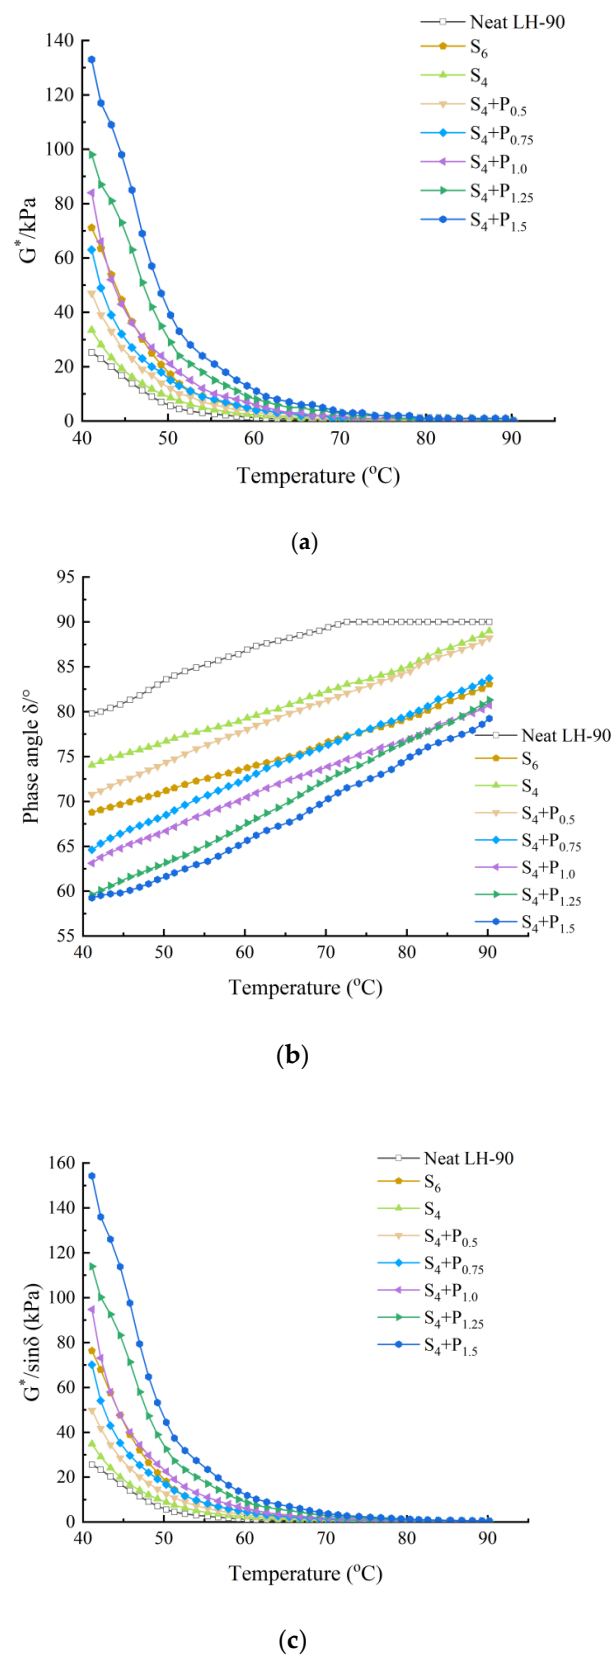 Neat LH-90
S6
S4
S4+P0.5
S4+P0.75
S4+P1.0
S4+P1.25
S4+P1.5
G*/kPa
140
120
100
80
60
40
20
0
40 50 60 70 80 90
Temperature (oC)
(a)
Phase angle δ/°
95
90
85
80
75
70
65
60
55
Neat LH-90
S6
S4
S4+P0.5
S4+P0.75
S4+P1.0
S4+P1.25
S4+P1.5
40 50 60 70 80 90
Temperature (oC)
(b)
Neat LH-90
S6
S4
S4+P0.5
S4+P0.75
S4+P1.0
S4+P1.25
S4+P1.5
G*/sinδ (kPa)
160
140
120
100
80
60
40
20
0
40 50 60 70 80 90
Temperature (oC)
(c)